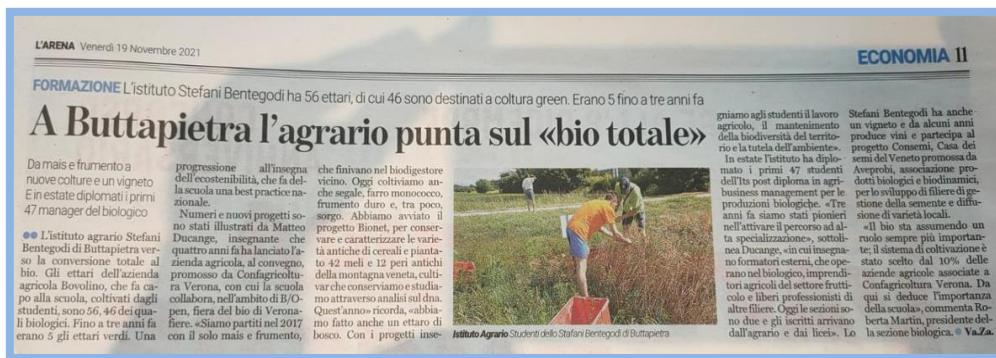 L'ARENA Venerdì 19 Novembre 2021
ECONOMIA 11
FORMAZIONE L'istituto Stefani Bentegodi ha 56 ettari, di cui 46 sono destinati a coltura green. Erano 5 fino a tre anni fa
A Buttapietra l'agrario punta sul «bio totale»
Da mais e frumento a
nuove colture e un vigneto
E in estate diplomati i primi
47 manager del biologico
●● L'istituto agrario Stefani
Bentegodi di Buttapietra ver-
so la conversione totale al
bio. Gli ettari dell'azienda
agricola Bovolino, che fa ca-
po alla scuola, coltivati dagli
studenti, sono 56, 46 dei qua-
li biologici. Fino a tre anni fa
erano 5 gli ettari verdi. Una
progressione all'insegna
dell'ecostenibilità, che fa del-
la scuola una best practice na-
zionale.
Numeri e nuovi progetti so-
no stati illustrati da Matteo
Ducange, insegnante che
quattro anni fa ha lanciato l'a-
zienda agricola, al convegno,
promosso da Confagricoltu-
ra Verona, con cui la scuola
collabora, nell'ambito di B/O-
pen, fiera del bio di Verona-
fiere. «Siamo partiti nel 2017
con il solo mais e frumento,
che finivano nel biodigestore
vicino. Oggi coltiviamo an-
che segale, farro monococco,
frumento duro e, tra poco,
sorgo. Abbiamo avviato il
progetto Bionet, per conser-
vare e caratterizzare le varie-
tà antiche di cereali e pianta-
to 42 meli e 12 peri antichi
della montagna veneta, culti-
var che conserviamo e studia-
mo attraverso analisi sul dna.
Quest'anno» ricorda, «abbia-
mo fatto anche un ettaro di
bosco. Con i progetti inse-
Istituto Agrario Studenti dello Stafani Bentegodi di Buttapietra
gniamo agli studenti il lavoro
agricolo, il mantenimento
della biodiversità del territo-
rio e la tutela dell'ambiente».
In estate l'istituto ha diplo-
mato i primi 47 studenti
dell'Its post diploma in agri-
business management per le
produzioni biologiche. «Tre
anni fa siamo stati pionieri
nell'attivare il percorso ad al-
ta specializzazione», sottoli-
nea Ducange, «in cui insegna-
no formatori esterni, che ope-
rano nel biologico, imprendi-
tori agricoli del settore frutti-
colo e liberi professionisti di
altre filiere. Oggi le sezioni so-
no due e gli iscritti arrivano
dall'agrario e dai licei». Lo
Stefani Bentegodi ha anche
un vigneto e da alcuni anni
produce vini e partecipa al
progetto Consemi, Casa dei
semi del Veneto promossa da
Aveprobi, associazione pro-
dotti biologici e biodinamici,
per lo sviluppo di filiere di ge-
stione della semente e diffu-
sione di varietà locali.
«Il bio sta assumendo un
ruolo sempre più importan-
te: il sistema di coltivazione è
stato scelto dal 10% delle
aziende agricole associate a
Confagricoltura Verona. Da
qui si deduce l'importanza
della scuola», commenta Ro-
berta Martin, presidente del-
la sezione biologica. ● Va.Za.